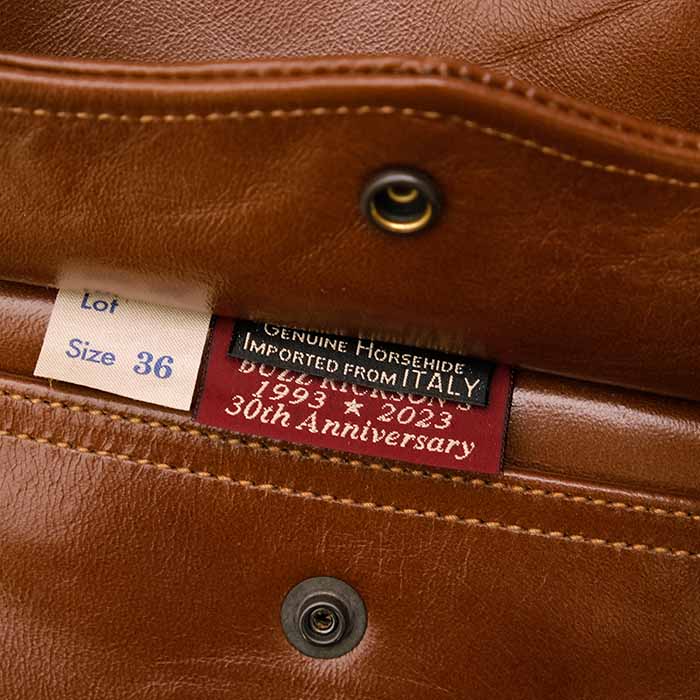 Lot
Size 36
GENUINE HORSEHIDE
IMPORTED FROM ITALY
BUZZ RICKSON'S
1993 ★ 2023
30th Anniversary